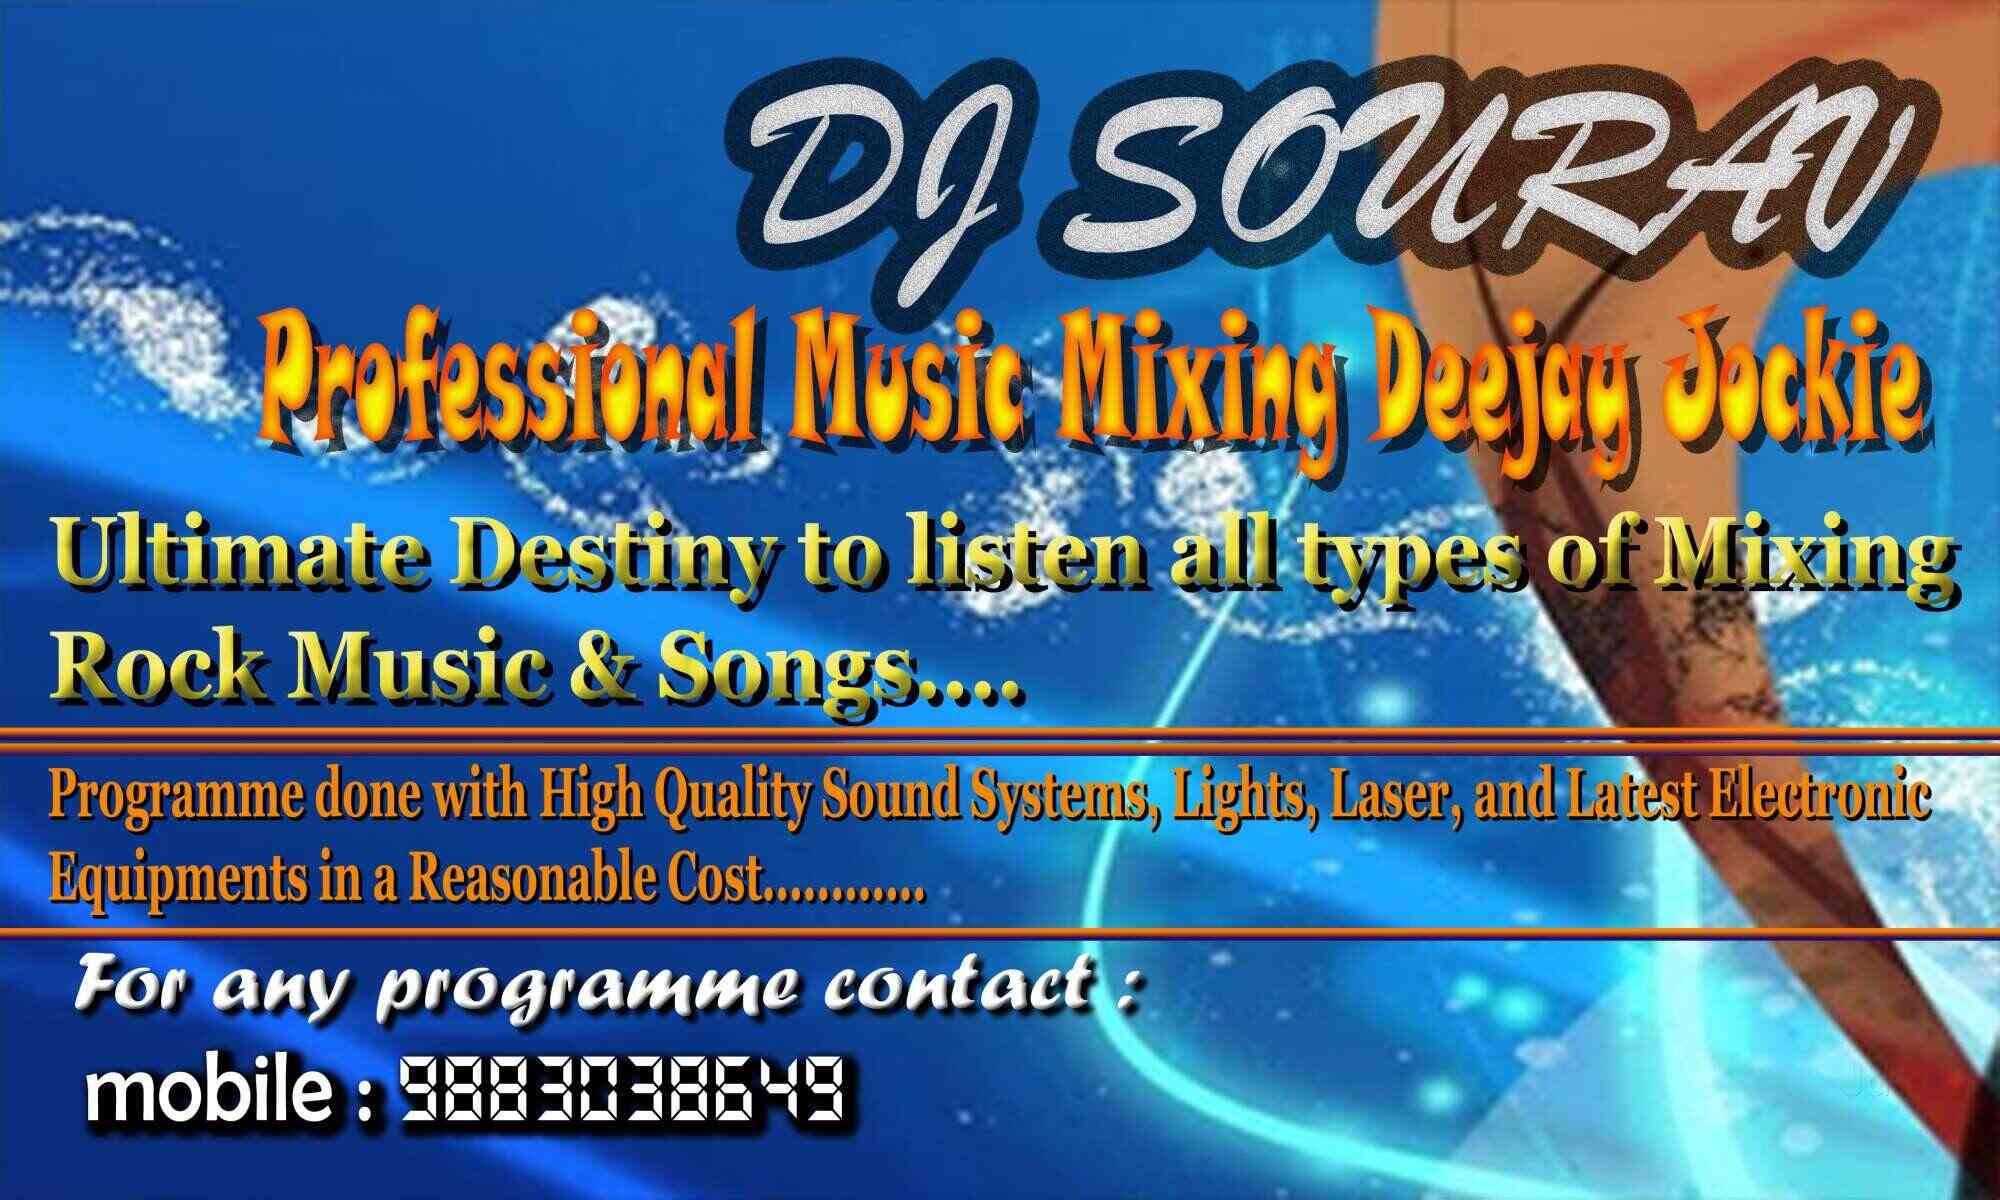 DJ SOURAV
Professional Music Mixing Deejay Jockie
Ultimate Destiny to listen all types of Mixing
Rock Music & Songs....
Programme done with High Quality Sound Systems, Lights, Laser, and Latest Electronic
Equipments in a Reasonable Cost............
For any programme contact :
mobile : 9883038649